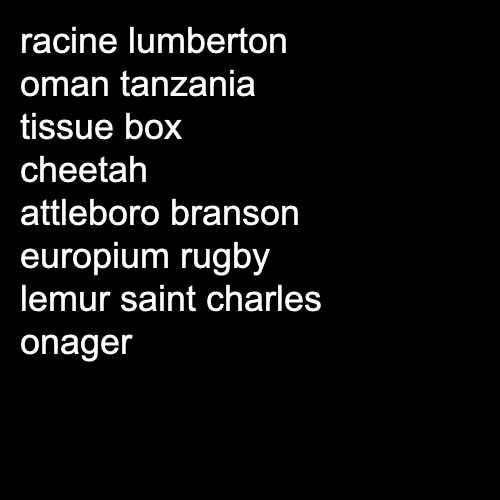 racine lumberton
oman tanzania
tissue box
cheetah
attleboro branson
europium rugby
lemur saint charles
onager